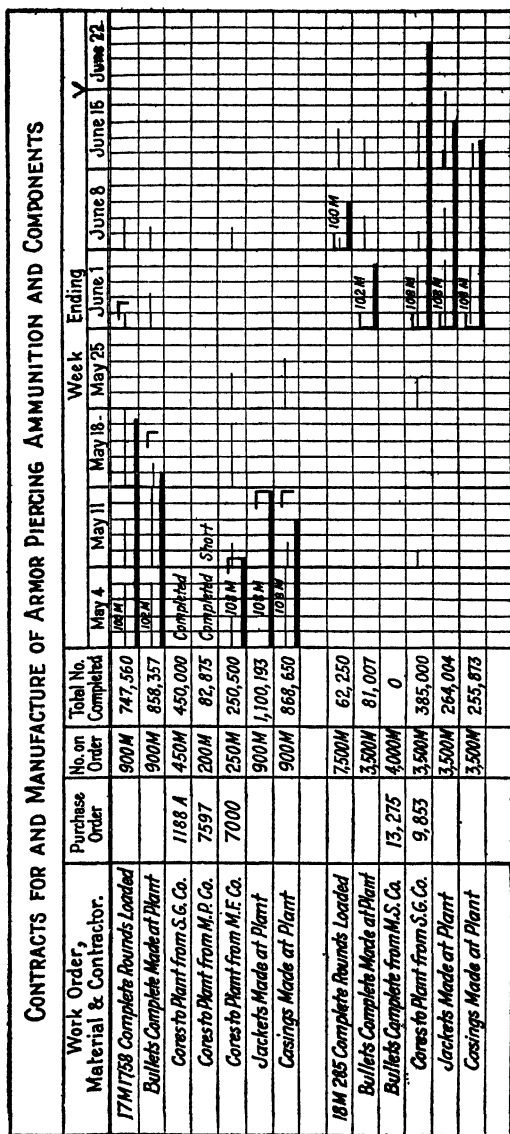 CONTRACTS FOR AND MANUFACTURE OF ARMOR PIERCING AMMUNITION AND COMPONENTS
Work Order, Material & Contractor. Purchase Order No. on Order Total No. Completed Week Ending
May 4 May 11 May 18- May 25 June 1 June 8 June 15 June 22
17M1758 Complete Rounds Loaded 900M 747,560 102M
Bullets Complete Made at Plant 900M 858,357 102M
Cores to Plant from S.G. Co. 1188 A 450M 450,000 Completed
Cores to Plant from M.P. Co. 7597 200M 82,875 Completed Short
Cores to Plant from M.F. Co. 7000 250M 250,500 108M
Jackets Made at Plant 900M 1,100,193 108M
Casings Made at Plant 900M 868,650 108M
18M 285 Complete Rounds Loaded 7,500M 62,250 100M
Bullets Complete Made at Plant 3,500M 81,007 102M
Bullets Complete from M.S. Co. 13,275 4,000M 0
Cores to Plant from S.G. Co. 9,853 3,500M 385,000 108M
Jackets Made at Plant 3,500M 264,004 108M
Casings Made at Plant 3,500M 255,873